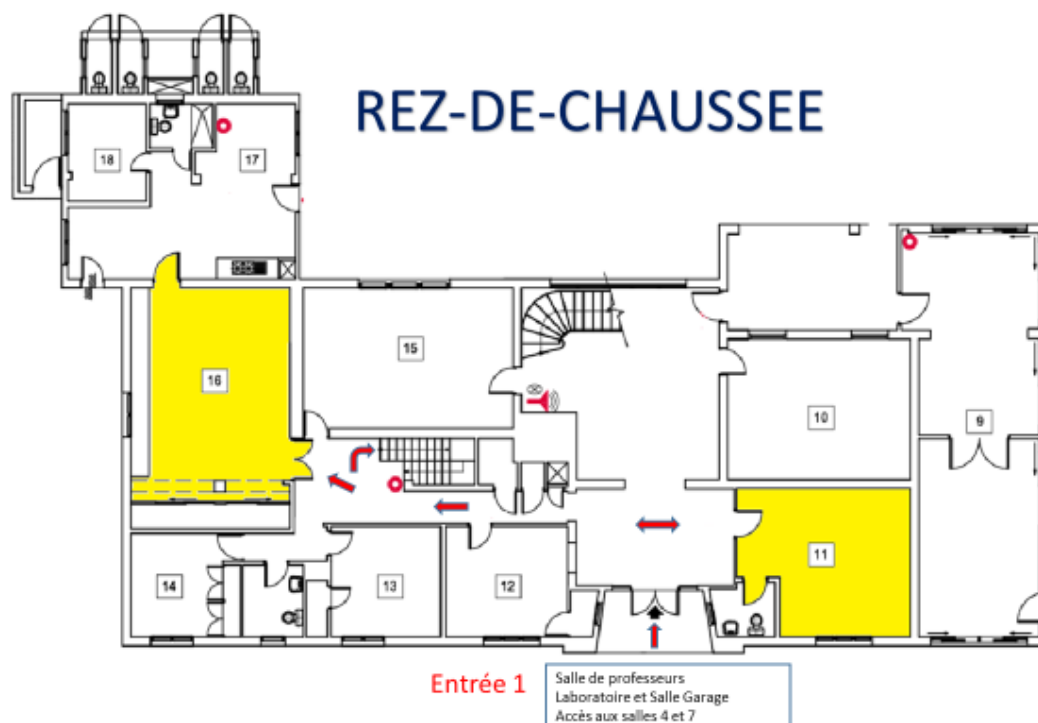 REZ-DE-CHAUSSEE
18
17
16
15
10
9
11
14
13
12
Entrée 1
Salle de professeurs
Laboratoire et Salle Garage
Accès aux salles 4 et 7